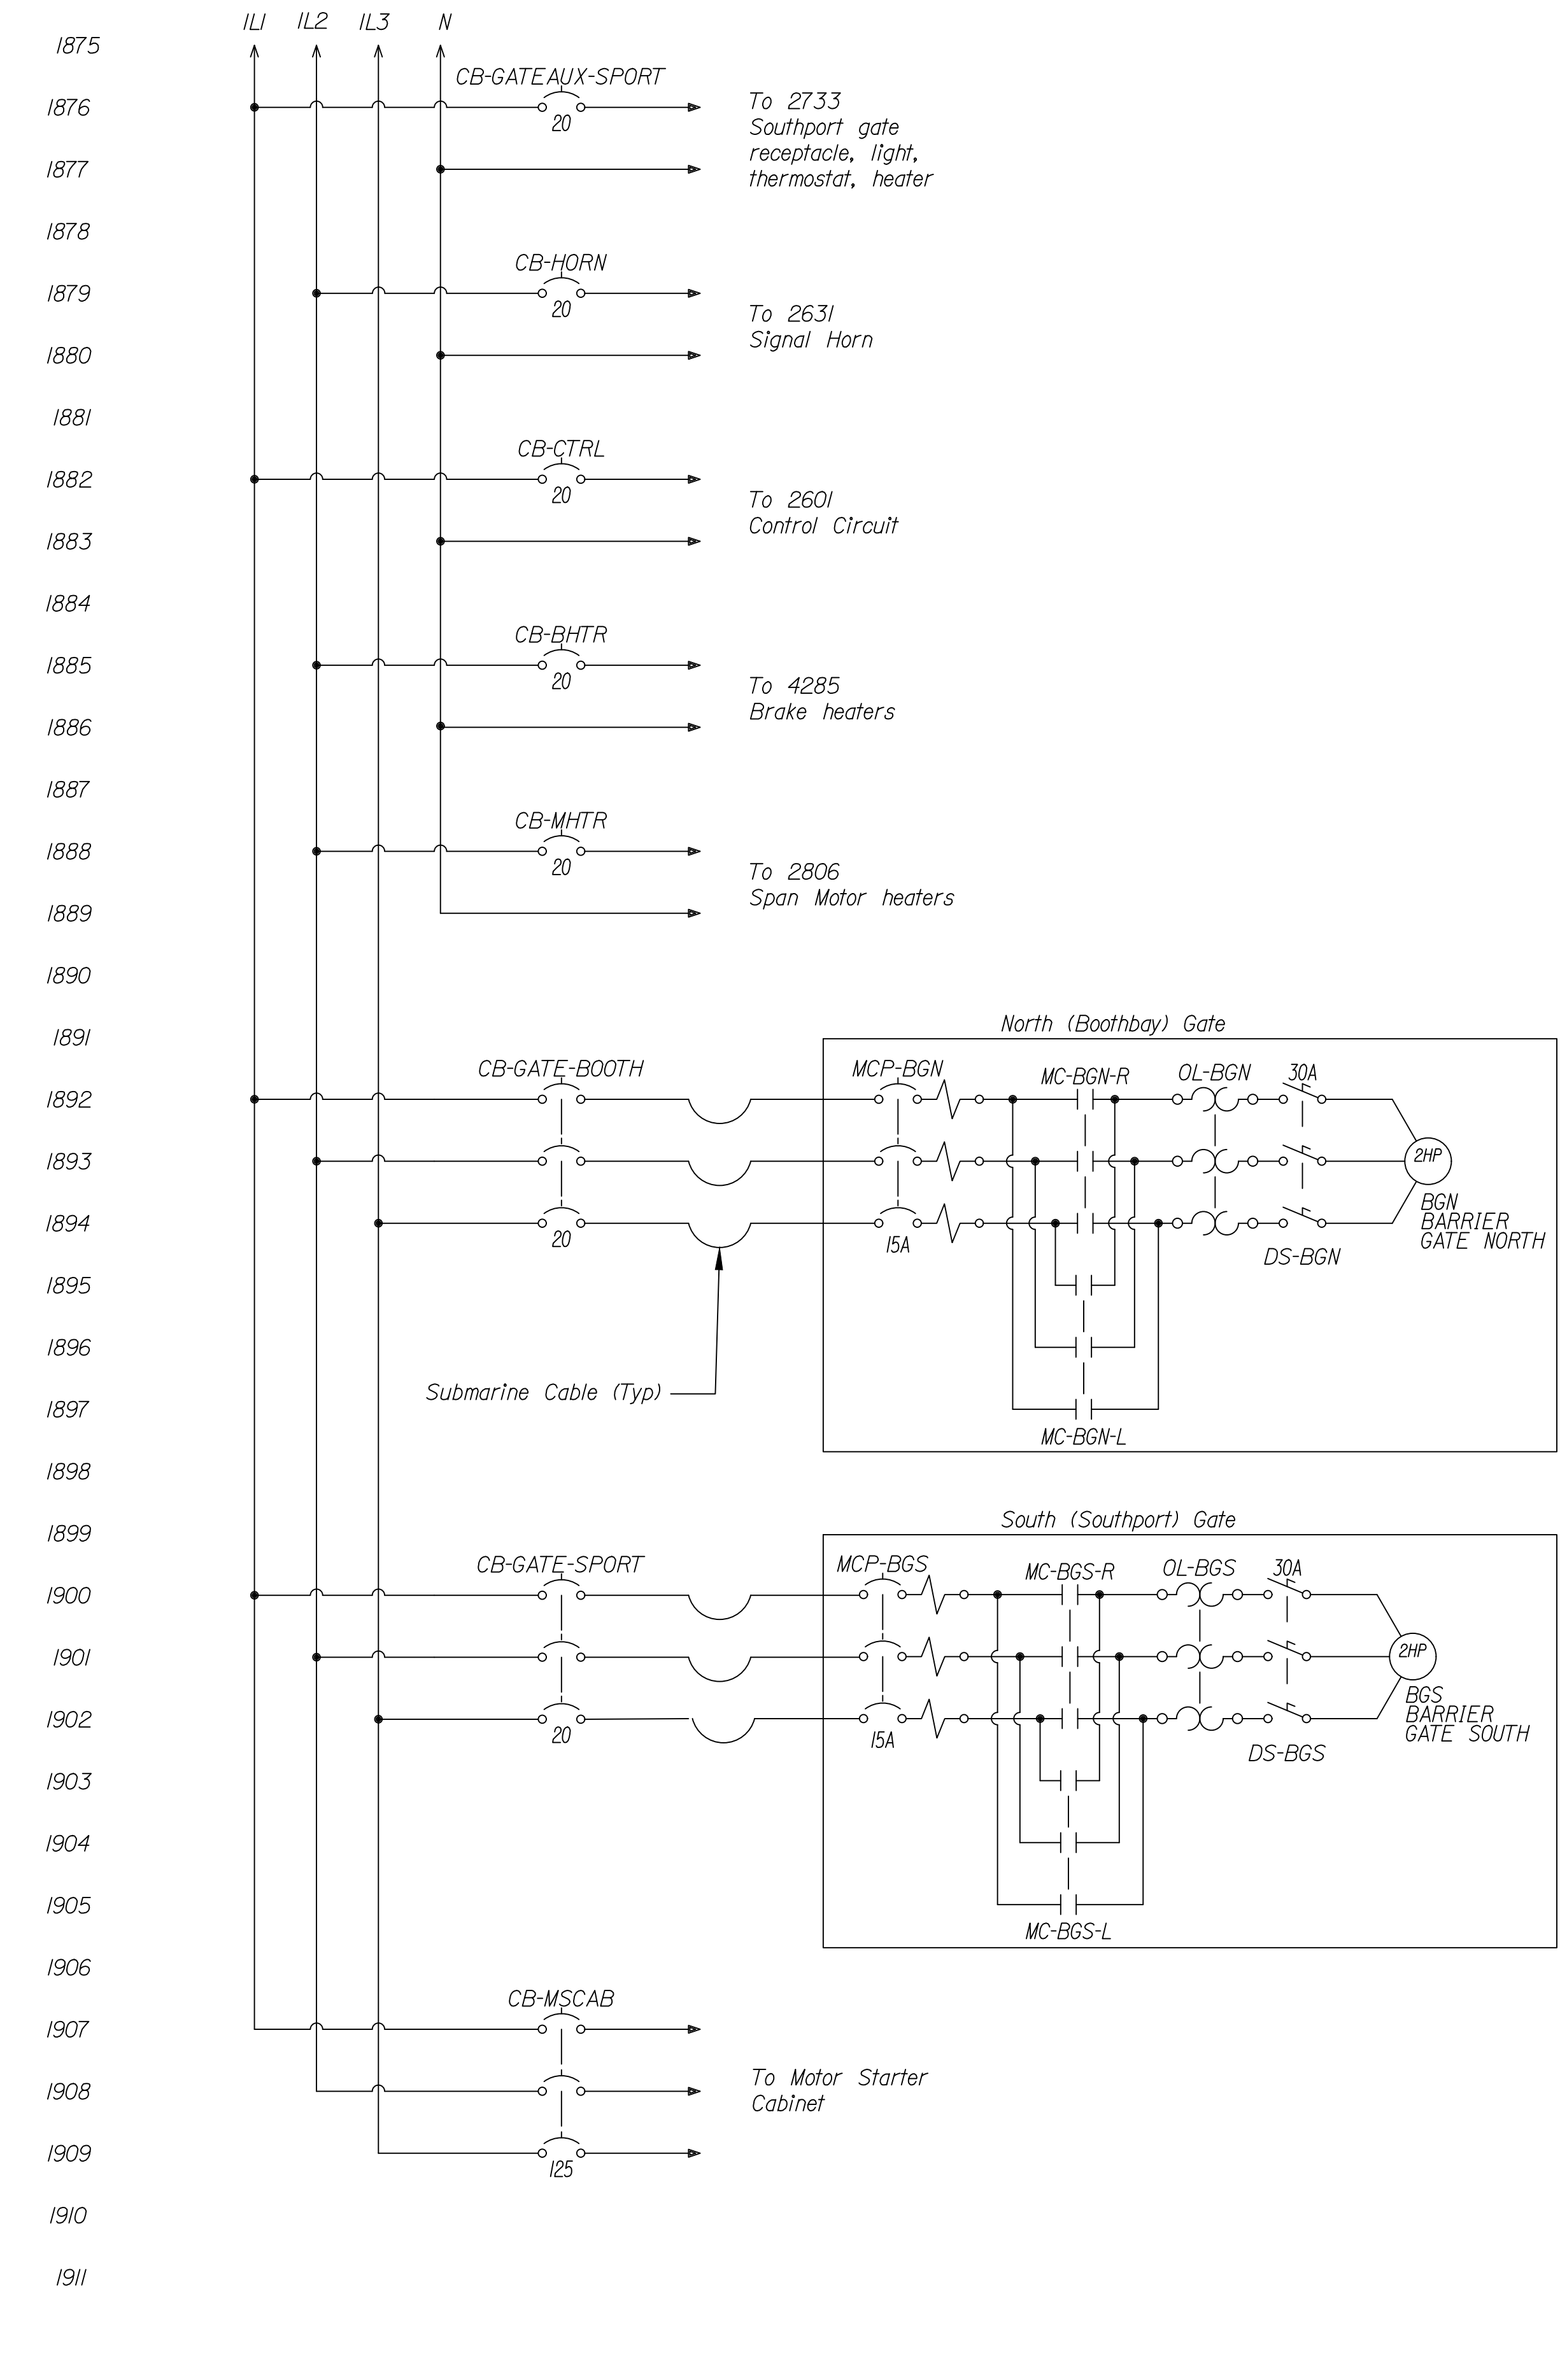 1L1 1L2 1L3 N
1875
CB-GATEAUX-SPORT
1876
20
To 2733
Southport gate
receptacle, light,
thermostat, heater
1877
1878
CB-HORN
1879
20
To 2631
Signal Horn
1880
1881
CB-CTRL
1882
20
To 2601
Control Circuit
1883
1884
CB-BHTR
1885
20
To 4285
Brake heaters
1886
1887
CB-MHTR
1888
20
To 2806
Span Motor heaters
1889
1890
1891
North (Boothbay) Gate
CB-GATE-BOOTH
MCP-BGN
MC-BGN-R
OL-BGN
30A
1892
1893
2HP
BGN
BARRIER
GATE NORTH
1894
20
15A
DS-BGN
1895
1896
Submarine Cable (Typ)
1897
MC-BGN-L
1898
1899
South (Southport) Gate
CB-GATE-SPORT
MCP-BGS
MC-BGS-R
OL-BGS
30A
1900
1901
2HP
BGS
BARRIER
GATE SOUTH
1902
20
15A
DS-BGS
1903
1904
1905
MC-BGS-L
1906
CB-MSCAB
1907
1908
To Motor Starter
Cabinet
1909
125
1910
1911